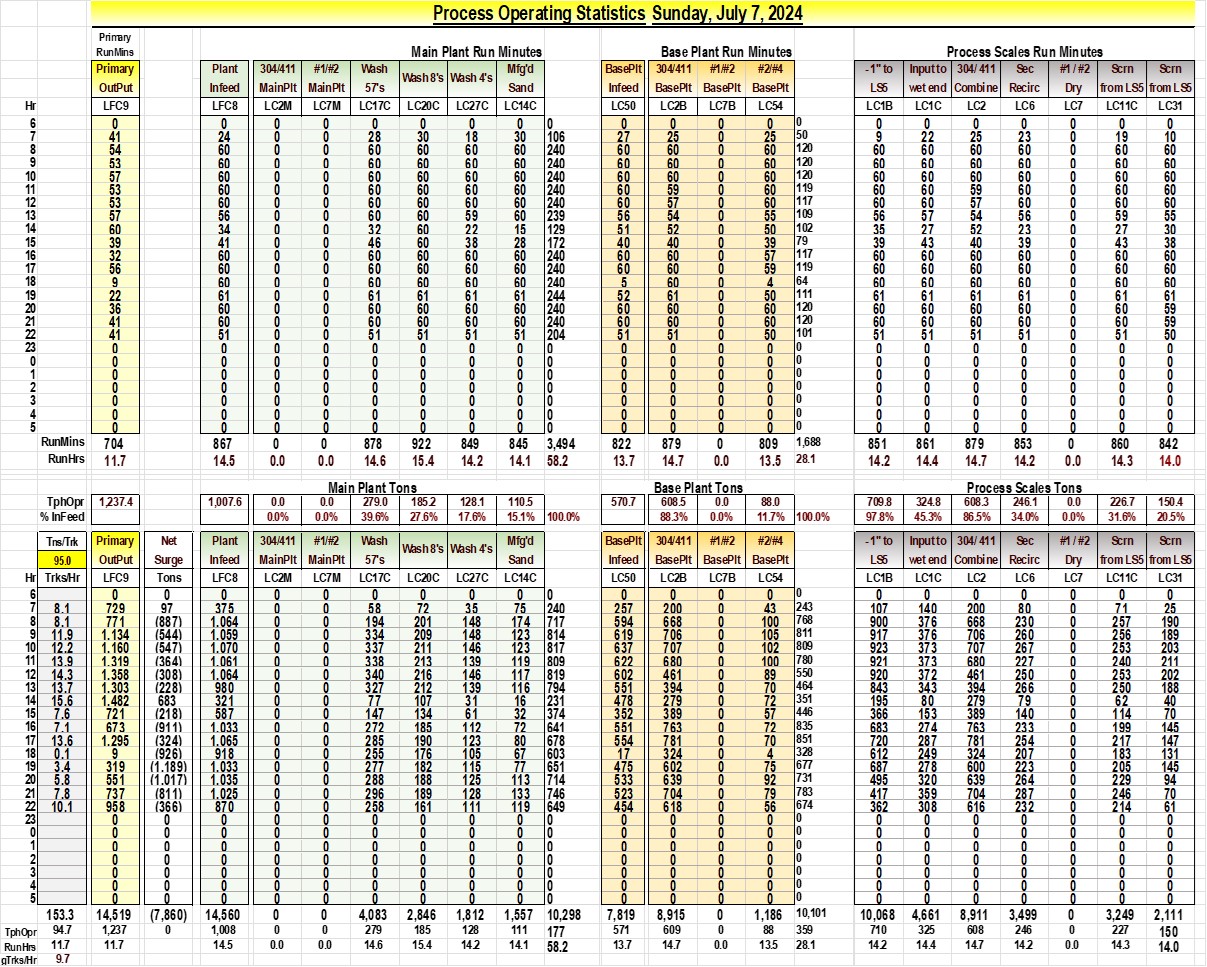 Process Operating Statistics Sunday, July 7, 2024
Primary
RunMins Main Plant Run Minutes Base Plant Run Minutes Process Scales Run Minutes
Primary Plant 304/411 #1/#2 Wash Wash 8's Wash 4's Mfg'd BasePlt 304/411 #1/#2 #2/#4 -1" to Input to 304/ 411 Sec #1 / #2 Scrn Scrn
OutPut Infeed MainPlt MainPlt 57's Sand Infeed BasePlt BasePlt BasePlt LS5 wet end Combine Recirc Dry from LS5 from LS5
Hr LFC9 LFC8 LC2M LC7M LC17C LC20C LC27C LC14C LC50 LC2B LC7B LC54 LC1B LC1C LC2 LC6 LC7 LC11C LC31
6 0 0 0 0 0 0 0 0 0 0 0 0 0 0 0 0 0 0 0 0 0
7 41 24 0 0 28 30 18 30 106 27 25 0 25 50 9 22 25 23 0 19 10
8 54 60 0 0 60 60 60 60 240 60 60 0 60 120 60 60 60 60 0 60 60
9 53 60 0 0 60 60 60 60 240 60 60 0 60 120 60 60 60 60 0 60 60
10 57 60 0 0 60 60 60 60 240 60 60 0 60 120 60 60 60 60 0 60 60
11 53 60 0 0 60 60 60 60 240 60 59 0 60 119 60 60 59 60 0 60 60
12 53 60 0 0 60 60 60 60 240 60 57 0 60 117 60 60 57 60 0 60 60
13 57 56 0 0 60 60 59 60 239 56 54 0 55 109 56 57 54 56 0 59 55
14 60 34 0 0 32 60 22 15 129 51 52 0 50 102 35 27 52 23 0 27 30
15 39 41 0 0 46 60 38 28 172 40 40 0 39 79 39 43 40 39 0 43 38
16 32 60 0 0 60 60 60 60 240 60 60 0 57 117 60 60 60 60 0 60 60
17 56 60 0 0 60 60 60 60 240 60 60 0 59 119 60 60 60 60 0 60 60
18 9 60 0 0 60 60 60 60 240 5 60 0 4 64 60 60 60 60 0 60 60
19 22 61 0 0 61 61 61 61 244 52 61 0 50 111 61 61 61 61 0 61 61
20 36 60 0 0 60 60 60 60 240 60 60 0 60 120 60 60 60 60 0 60 59
21 41 60 0 0 60 60 60 60 240 60 60 0 60 120 60 60 60 60 0 60 59
22 41 51 0 0 51 51 51 51 204 51 51 0 50 101 51 51 51 51 0 51 50
23 0 0 0 0 0 0 0 0 0 0 0 0 0 0 0 0 0 0 0 0 0
0 0 0 0 0 0 0 0 0 0 0 0 0 0 0 0 0 0 0 0 0 0
1 0 0 0 0 0 0 0 0 0 0 0 0 0 0 0 0 0 0 0 0 0
2 0 0 0 0 0 0 0 0 0 0 0 0 0 0 0 0 0 0 0 0 0
3 0 0 0 0 0 0 0 0 0 0 0 0 0 0 0 0 0 0 0 0 0
4 0 0 0 0 0 0 0 0 0 0 0 0 0 0 0 0 0 0 0 0 0
5 0 0 0 0 0 0 0 0 0 0 0 0 0 0 0 0 0 0 0 0 0
RunMins 704 867 0 0 878 922 849 845 3,494 822 879 0 809 1,688 851 861 879 853 0 860 842
RunHrs 11.7 14.5 0.0 0.0 14.6 15.4 14.2 14.1 58.2 13.7 14.7 0.0 13.5 28.1 14.2 14.4 14.7 14.2 0.0 14.3 14.0
Main Plant Tons Base Plant Tons Process Scales Tons
TphOpr 1,237.4 1,007.6 0.0 0.0 279.0 185.2 128.1 110.5 570.7 608.5 0.0 88.0 709.8 324.8 608.3 246.1 0.0 226.7 150.4
% InFeed 0.0% 0.0% 39.6% 27.6% 17.6% 15.1% 100.0% 88.3% 0.0% 11.7% 100.0% 97.8% 45.3% 86.5% 34.0% 0.0% 31.6% 20.5%
Tns/Trk Primary Net Plant 304/411 #1/#2 Wash Wash 8's Wash 4's Mfg'd BasePlt 304/411 #1/#2 #2/#4 -1" to Input to 304/ 411 Sec #1 / #2 Scrn Scrn
95.0 OutPut Surge Infeed MainPlt MainPlt 57's Sand Infeed BasePlt BasePlt BasePlt LS5 wet end Combine Recirc Dry from LS5 from LS5
Hr Trks/Hr LFC9 Tons LFC8 LC2M LC7M LC17C LC20C LC27C LC14C LC50 LC2B LC7B LC54 LC1B LC1C LC2 LC6 LC7 LC11C LC31
6 0 0 0 0 0 0 0 0 0 0 0 0 0 0 0 0 0 0 0 0 0 0
7 8.1 729 97 375 0 0 58 72 35 75 240 257 200 0 43 243 107 140 200 80 0 71 25
8 8.1 771 (887) 1,064 0 0 194 201 148 174 717 594 668 0 100 768 900 376 668 230 0 257 190
9 11.9 1,134 (544) 1,059 0 0 334 209 148 123 814 619 706 0 105 811 917 376 706 260 0 256 189
10 12.2 1,160 (547) 1,070 0 0 337 211 146 123 817 637 707 0 102 809 923 373 707 267 0 253 203
11 13.9 1,319 (364) 1,061 0 0 338 213 139 119 809 622 680 0 100 780 921 373 680 227 0 240 211
12 14.3 1,358 (308) 1,064 0 0 340 216 146 117 819 602 461 0 89 550 920 372 461 250 0 253 202
13 13.7 1,303 (228) 980 0 0 327 212 139 116 794 551 394 0 70 464 843 343 394 266 0 250 188
14 15.6 1,482 683 321 0 0 77 107 31 16 231 478 279 0 72 351 195 80 279 79 0 62 40
15 7.6 721 (218) 587 0 0 147 134 61 32 374 352 389 0 57 446 366 153 389 140 0 114 70
16 7.1 673 (911) 1,033 0 0 272 185 112 72 641 551 763 0 72 835 683 274 763 233 0 199 145
17 13.6 1,295 (324) 1,065 0 0 285 190 123 80 678 554 781 0 70 851 720 287 781 254 0 217 147
18 0.1 9 (926) 918 0 0 255 176 105 67 603 17 324 0 4 328 612 249 324 207 0 183 131
19 3.4 319 (1,189) 1,033 0 0 277 182 115 77 651 475 602 0 75 677 687 278 600 223 0 205 145
20 5.8 551 (1,017) 1,035 0 0 288 188 125 113 714 533 639 0 92 731 495 320 639 264 0 229 94
21 7.8 737 (811) 1,025 0 0 296 189 128 133 746 523 704 0 79 783 417 359 704 287 0 246 70
22 10.1 958 (366) 870 0 0 258 161 111 119 649 454 618 0 56 674 362 308 616 232 0 214 61
23 0 0 0 0 0 0 0 0 0 0 0 0 0 0 0 0 0 0 0 0 0 0
0 0 0 0 0 0 0 0 0 0 0 0 0 0 0 0 0 0 0 0 0 0 0
1 0 0 0 0 0 0 0 0 0 0 0 0 0 0 0 0 0 0 0 0 0 0
2 0 0 0 0 0 0 0 0 0 0 0 0 0 0 0 0 0 0 0 0 0 0
3 0 0 0 0 0 0 0 0 0 0 0 0 0 0 0 0 0 0 0 0 0 0
4 0 0 0 0 0 0 0 0 0 0 0 0 0 0 0 0 0 0 0 0 0 0
5 0 0 0 0 0 0 0 0 0 0 0 0 0 0 0 0 0 0 0 0 0 0
153.3 14,519 (7,860) 14,560 0 0 4,083 2,846 1,812 1,557 10,298 7,819 8,915 0 1,186 10,101 10,068 4,661 8,911 3,499 0 3,249 2,111
TphOpr 94.7 1,237 0 1,008 0 0 279 185 128 111 177 571 609 0 88 359 710 325 608 246 0 227 150
RunHrs 11.7 11.7 14.5 0.0 0.0 14.6 15.4 14.2 14.1 58.2 13.7 14.7 0.0 13.5 28.1 14.2 14.4 14.7 14.2 0.0 14.3 14.0
gTrks/Hr 9.7